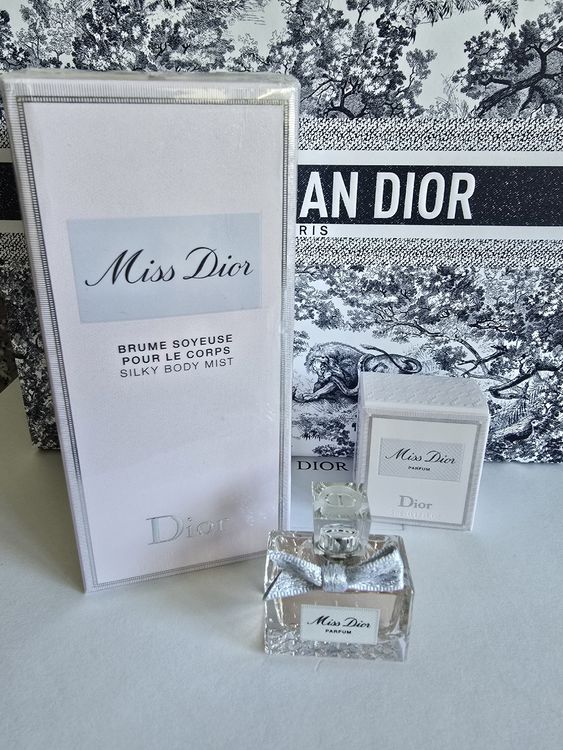 AN DIOR
RIS
Miss Dior
BRUME SOYEUSE
POUR LE CORPS
SILKY BODY MIST
Dior
DIOR
Miss Dior
PARFUM
Dior
Miss Dior
PARFUM